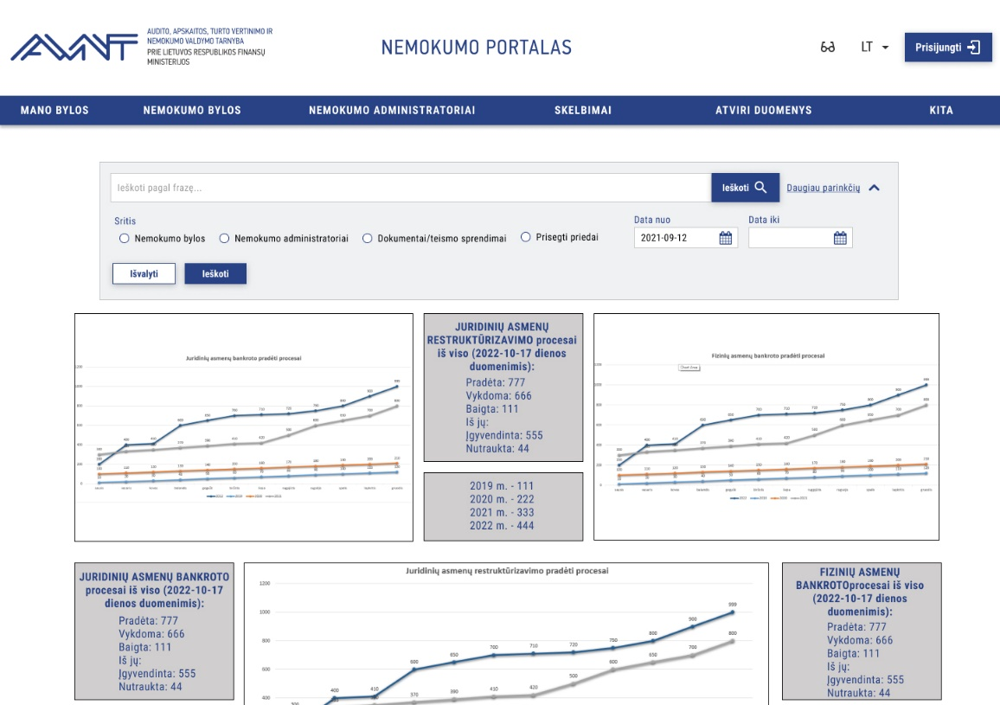 AUDITO, APSKAITOS, TURTO VERTINIMO IR
NEMOKUMO VALDYMO TARNYBA
PRIE LIETUVOS RESPUBLIKOS FINANSŲ
MINISTERIJOS
NEMOKUMO PORTALAS
LT
Prisijungti
MANO BYLOS
NEMOKUMO BYLOS
NEMOKUMO ADMINISTRATORIAI
SKELBIMAI
ATVIRI DUOMENYS
KITA
Ieškoti pagal frazę...
Ieškoti
Daugiau parinkčių
Sritis
Nemokumo bylos
Nemokumo administratoriai
Dokumentai/teismo sprendimai
Prisegti priedai
Data nuo
Data iki
2021-09-12
Išvalyti
Ieškoti
Juridinių asmenų bankroto pradėti procesai
JURIDINIŲ ASMENŲ
RESTRUKTŪRIZAVIMO procesai
iš viso (2022-10-17 dienos
duomenimis):
Pradėta: 777
Vykdoma: 666
Baigta: 111
Iš jų:
Įgyvendinta: 555
Nutraukta: 44
2019 m. - 111
2020 m. - 222
2021 m. - 333
2022 m. - 444
Fizinių asmenų bankroto pradėti procesai
Chart Area
JURIDINIŲ ASMENŲ BANKROTO
procesai iš viso (2022-10-17
dienos duomenimis):
Pradėta: 777
Vykdoma: 666
Baigta: 111
Iš jų:
Įgyvendinta: 555
Nutraukta: 44
Juridinių asmenų restruktūrizavimo pradėti procesai
1200
1000
800
600
400
400 410 600 650 700 710 720 750 800 900 999
300 370 390 410 420 500 600 650 700 800
FIZINIŲ ASMENŲ
BANKROTOprocesai iš viso
(2022-10-17 dienos
duomenimis):
Pradėta: 777
Vykdoma: 666
Baigta: 111
Iš jų:
Įgyvendinta: 555
Nutraukta: 44